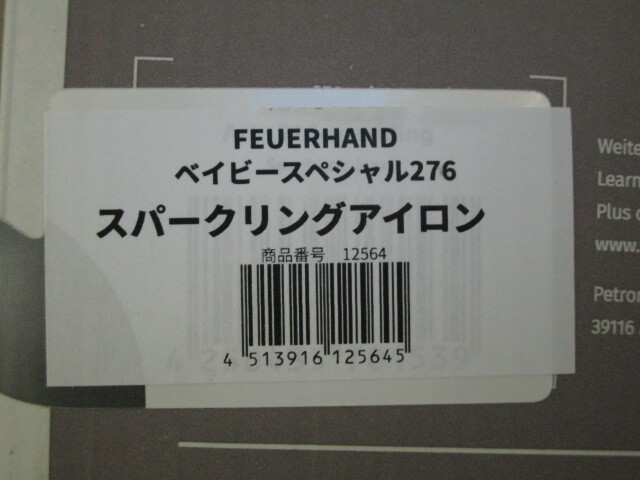 FEUERHAND
ベイビースペシャル276
スパークリングアイロン
商品番号 12564
4 513916 125645
Weite
Learn
Plus
www.
Petron
39116